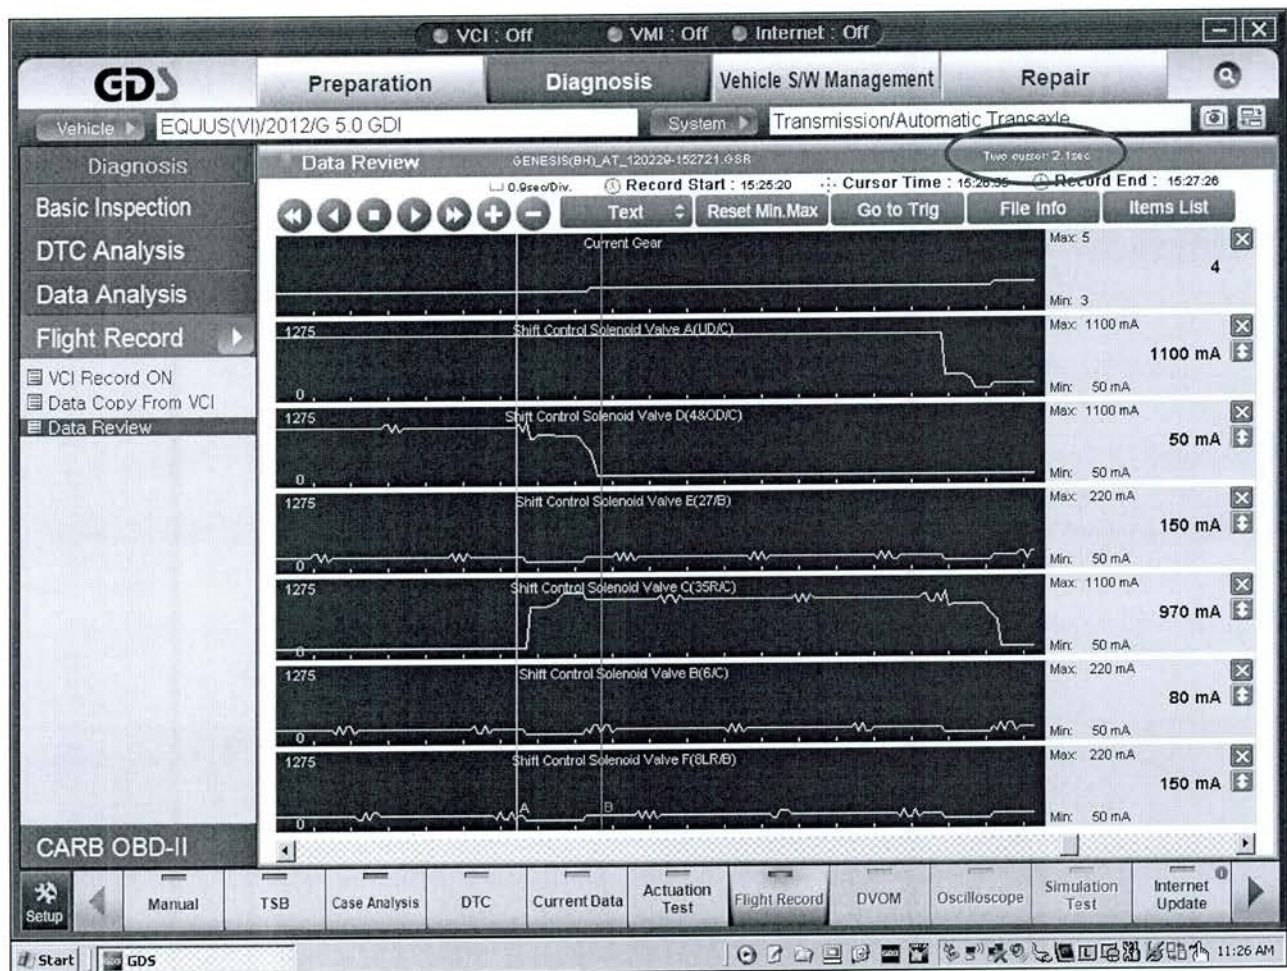 VCI : Off VMI : Off Internet : Off
GDS Preparation Diagnosis Vehicle S/W Management Repair
Vehicle EQUUS(VI)/2012/G 5.0 GDI System Transmission/Automatic Transaxle
Diagnosis
Basic Inspection
DTC Analysis
Data Analysis
Flight Record
VCI Record ON
Data Copy From VCI
Data Review
CARB OBD-II
Data Review GENESIS(BH)_AT_120229-152721.GSR Two cursor: 2.1sec
0.9sec/Div. Record Start : 15:25:20 Cursor Time : Record End : 15:27:26
Text Reset Min.Max Go to Trig File Info Items List
Current Gear Max: 5
4
Min: 3
1275 Shift Control Solenoid Valve A(UD/C) Max: 1100 mA
1100 mA
0 Min: 50 mA
1275 Shift Control Solenoid Valve D(4&OD/C) Max: 1100 mA
50 mA
0 Min: 50 mA
1275 Shift Control Solenoid Valve E(27/B) Max: 220 mA
150 mA
0 Min: 50 mA
1275 Shift Control Solenoid Valve C(35R/C) Max: 1100 mA
970 mA
0 Min: 50 mA
1275 Shift Control Solenoid Valve B(6/C) Max: 220 mA
80 mA
0 Min: 50 mA
1275 Shift Control Solenoid Valve F(8LR/B) Max: 220 mA
150 mA
A B
0 Min: 50 mA
Setup Manual TSB Case Analysis DTC Current Data Actuation Test Flight Record DVOM Oscilloscope Simulation Test Internet Update
Start GDS 11:26 AM